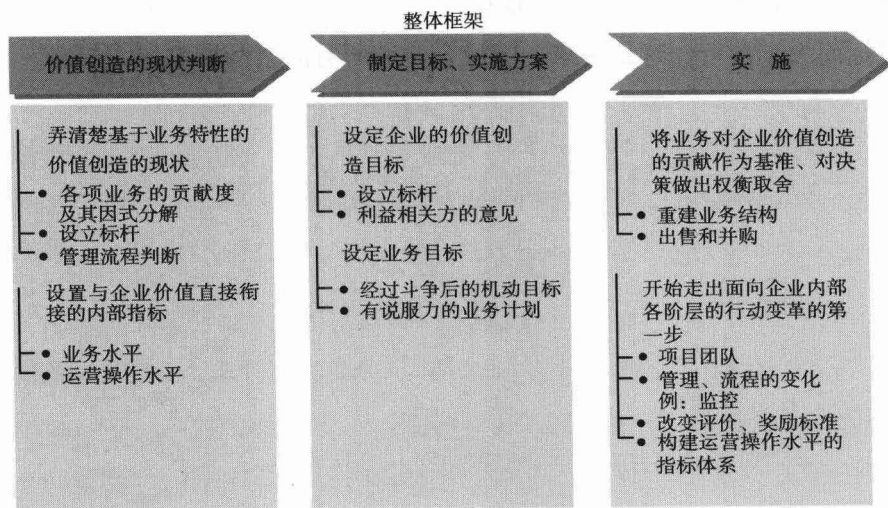 整体框架
价值创造的现状判断
弄清楚基于业务特性的
价值创造的现状
• 各项业务的贡献度
及其因式分解
• 设立标杆
• 管理流程判断
设置与企业价值直接衔
接的内部指标
• 业务水平
• 运营操作水平
制定目标、实施方案
设定企业的价值创
造目标
• 设立标杆
• 利益相关方的意见
设定业务目标
• 经过斗争后的机动目标
• 有说服力的业务计划
实 施
将业务对企业价值创造
的贡献作为基准、对决
策做出权衡取舍
• 重建业务结构
• 出售和并购
开始走出面向企业内部
各阶层的行动变革的第
一步
• 项目团队
• 管理、流程的变化
例：监控
• 改变评价、奖励标准
• 构建运营操作水平的
指标体系